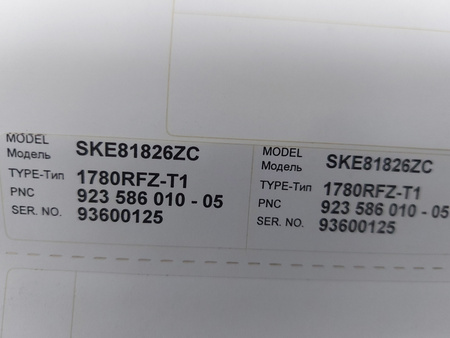 MODEL
Модель SKE81826ZC
TYPE-Тип 1780RFZ-T1
PNC 923 586 010 - 05
SER. NO. 93600125
MODEL
Модель SKE81826ZC
TYPE-Тип 1780RFZ-T1
PNC 923 586 010 - 05
SER. NO. 93600125